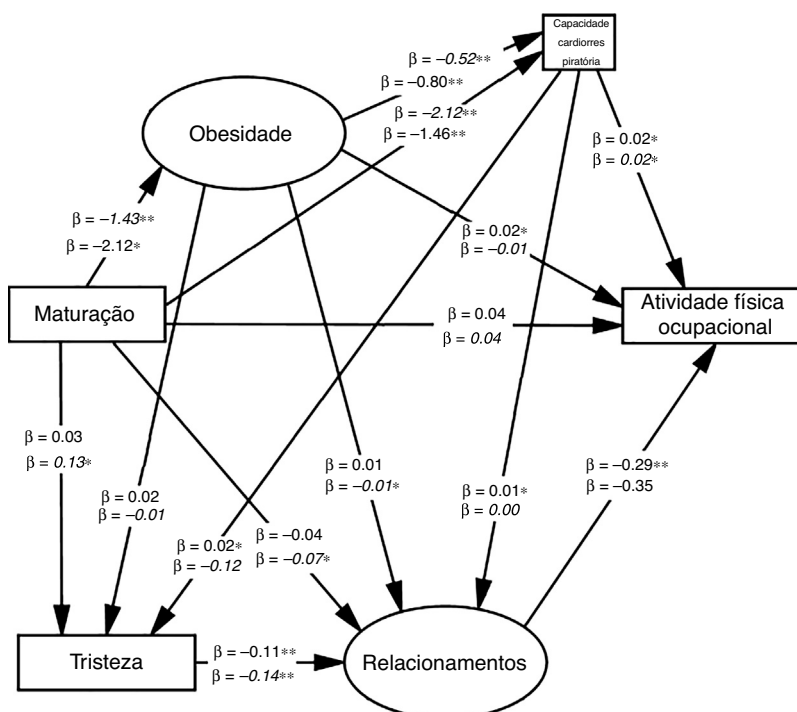 Capacidade
cardiorres
piratória
β = –0.52**
β = –0.80**
β = –2.12**
β = –1.46**
Obesidade
β = 0.02*
β = 0.02*
β = –1.43**
β = –2.12*
β = 0.02*
β = –0.01
Maturação
Atividade física
ocupacional
β = 0.04
β = 0.04
β = 0.03
β = 0.13*
β = 0.02
β = –0.01
β = 0.01
β = –0.01*
β = 0.01*
β = 0.00
β = –0.29**
β = –0.35
β = –0.04
β = –0.07*
β = 0.02*
β = –0.12
Tristeza
β = –0.11**
β = –0.14**
Relacionamentos